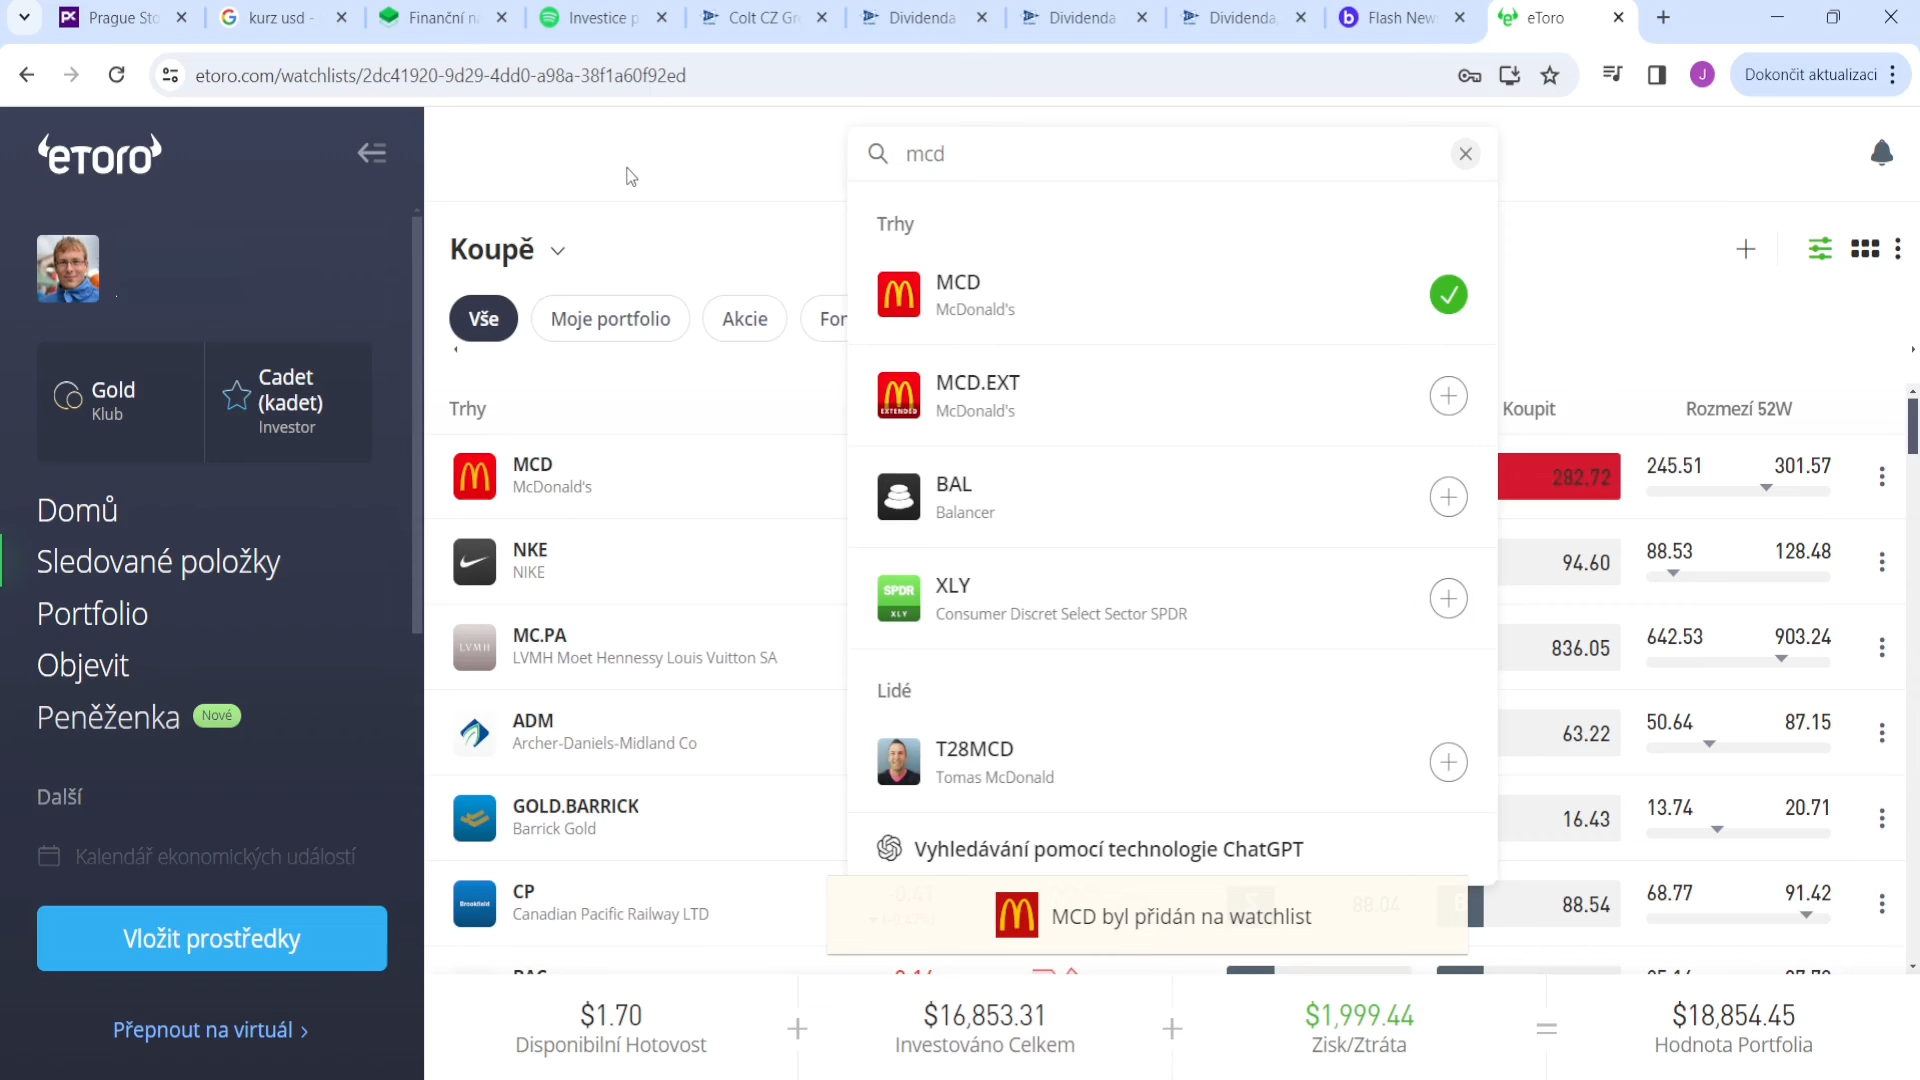 Prague Sto
kurz usd -
Finanční n
Investice p
Colt CZ Gr
Dividenda
Dividenda
Dividenda,
Flash New
eToro
etoro.com/watchlists/2dc41920-9d29-4dd0-a98a-38f1a60f92ed
J
Dokončit aktualizaci
eTORO
Gold
Klub
Cadet
(kadet)
Investor
Domů
Sledované položky
Portfolio
Objevit
Peněženka
Nové
Další
Kalendář ekonomických událostí
Vložit prostředky
Přepnout na virtuál
Koupě
Vše
Moje portfolio
Akcie
For
Trhy
Koupit
Rozmezí 52W
MCD
McDonald's
282.72
245.51
301.57
NKE
NIKE
94.60
88.53
128.48
LVMH
MC.PA
LVMH Moet Hennessy Louis Vuitton SA
836.05
642.53
903.24
ADM
Archer-Daniels-Midland Co
63.22
50.64
87.15
GOLD.BARRICK
Barrick Gold
16.43
13.74
20.71
Brookfield
CP
Canadian Pacific Railway LTD
88.04
88.54
68.77
91.42
mcd
Trhy
MCD
McDonald's
EXTENDED
MCD.EXT
McDonald's
BAL
Balancer
SPDR
XLY
XLY
Consumer Discret Select Sector SPDR
Lidé
T28MCD
Tomas McDonald
Vyhledávání pomocí technologie ChatGPT
MCD byl přidán na watchlist
$1.70
Disponibilní Hotovost
$16,853.31
Investováno Celkem
$1,999.44
Zisk/Ztráta
$18,854.45
Hodnota Portfolia